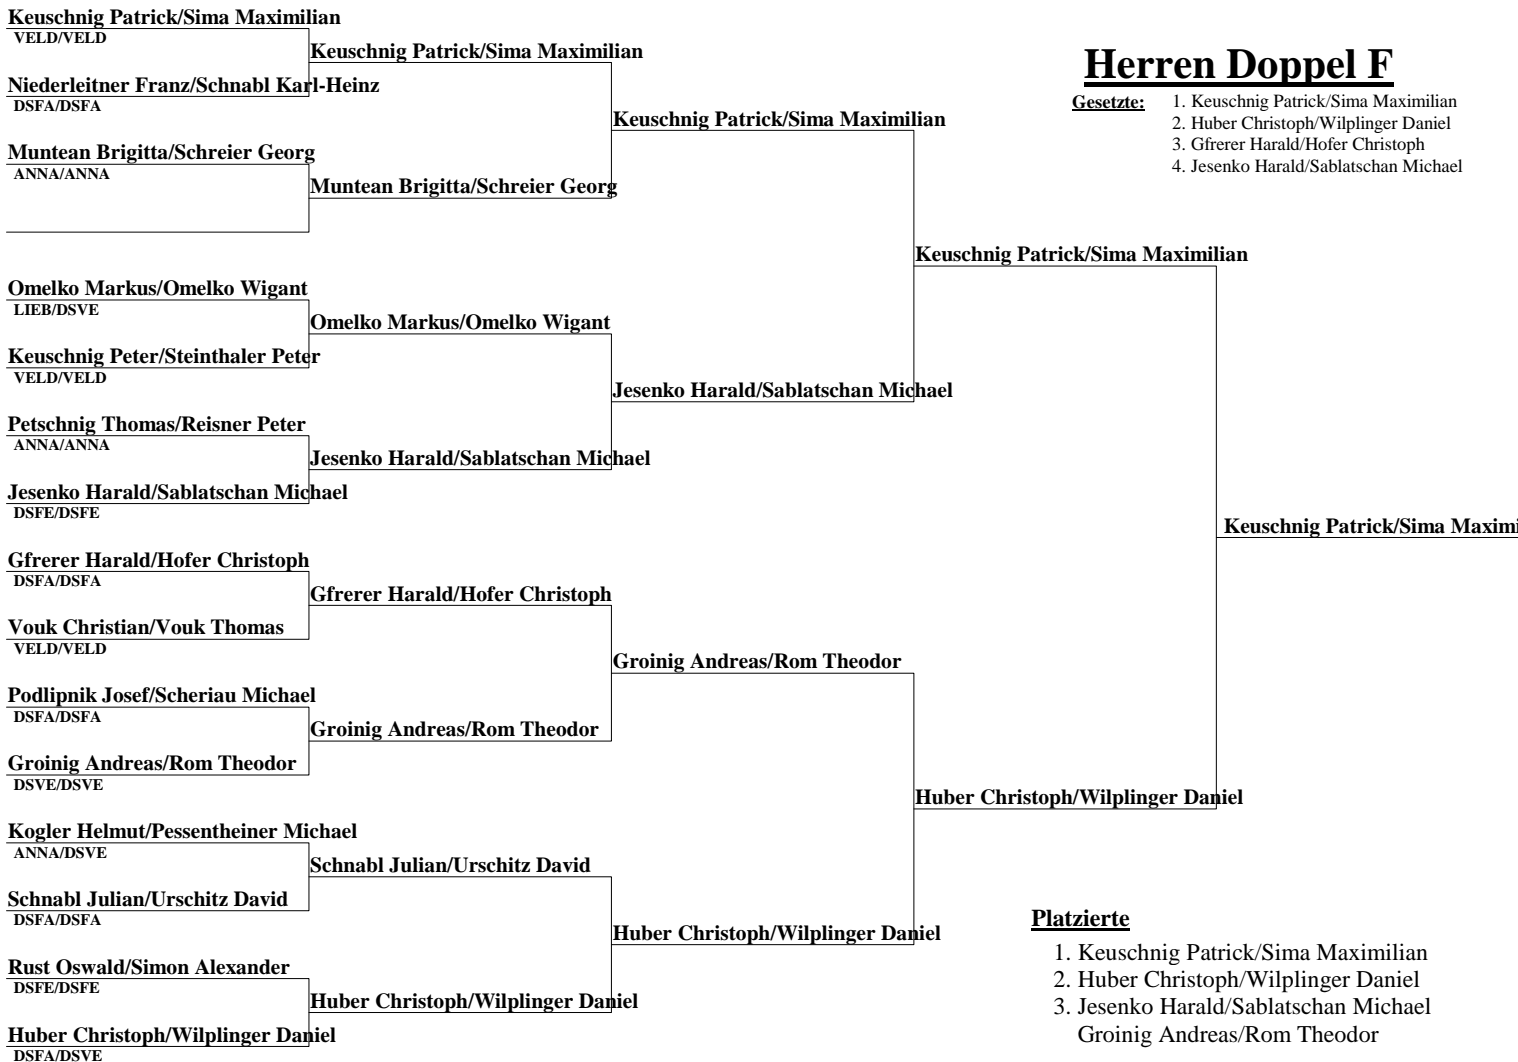 Keuschnig Patrick/Sima Maximilian
VELD/VELD
Niederleitner Franz/Schnabl Karl-Heinz
DSFA/DSFA
Muntean Brigitta/Schreier Georg
ANNA/ANNA
Omelko Markus/Omelko Wigant
LIEB/DSVE
Keuschnig Peter/Steinthaler Peter
VELD/VELD
Petschnig Thomas/Reisner Peter
ANNA/ANNA
Jesenko Harald/Sablatschan Michael
DSFE/DSFE
Gfrerer Harald/Hofer Christoph
DSFA/DSFA
Vouk Christian/Vouk Thomas
VELD/VELD
Podlipnik Josef/Scheriau Michael
DSFA/DSFA
Groinig Andreas/Rom Theodor
DSVE/DSVE
Kogler Helmut/Pessentheiner Michael
ANNA/DSVE
Schnabl Julian/Urschitz David
DSFA/DSFA
Rust Oswald/Simon Alexander
DSFE/DSFE
Huber Christoph/Wilplinger Daniel
DSFA/DSVE
Keuschnig Patrick/Sima Maximilian
Muntean Brigitta/Schreier Georg
Omelko Markus/Omelko Wigant
Jesenko Harald/Sablatschan Michael
Gfrerer Harald/Hofer Christoph
Groinig Andreas/Rom Theodor
Schnabl Julian/Urschitz David
Huber Christoph/Wilplinger Daniel
Keuschnig Patrick/Sima Maximilian
Jesenko Harald/Sablatschan Michael
Groinig Andreas/Rom Theodor
Huber Christoph/Wilplinger Daniel
Keuschnig Patrick/Sima Maximilian
Huber Christoph/Wilplinger Daniel
Keuschnig Patrick/Sima Maximi
Herren Doppel F
Gesetzte: 1. Keuschnig Patrick/Sima Maximilian
2. Huber Christoph/Wilplinger Daniel
3. Gfrerer Harald/Hofer Christoph
4. Jesenko Harald/Sablatschan Michael
Platzierte
1. Keuschnig Patrick/Sima Maximilian
2. Huber Christoph/Wilplinger Daniel
3. Jesenko Harald/Sablatschan Michael
Groinig Andreas/Rom Theodor